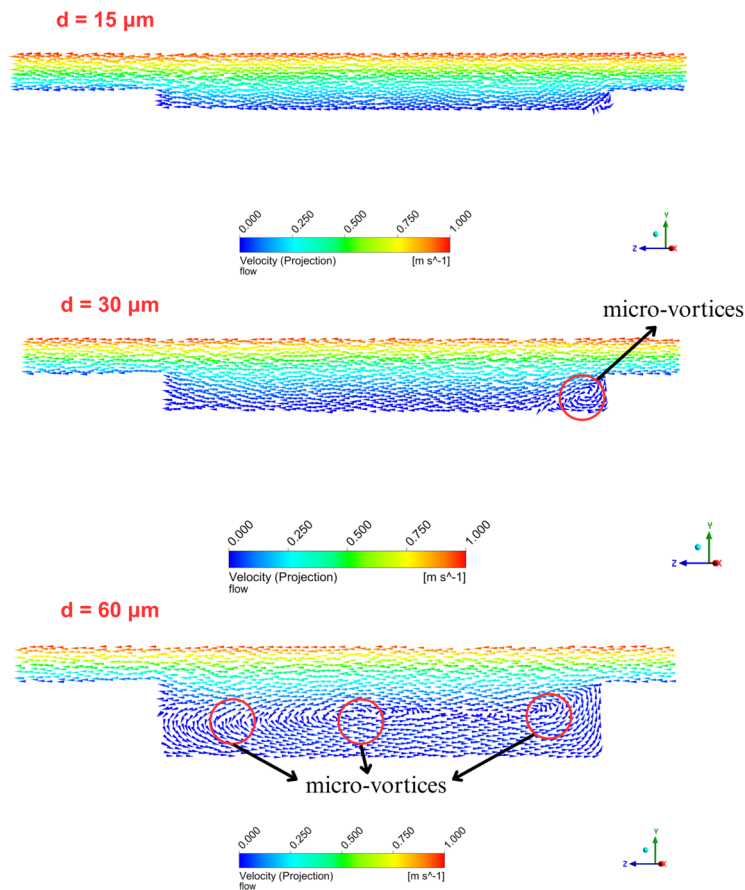 d = 15 µm
0.000 0.250 0.500 0.750 1.000
Velocity (Projection) [m s^-1]
flow
Y
Z X
d = 30 µm
micro-vortices
0.000 0.250 0.500 0.750 1.000
Velocity (Projection) [m s^-1]
flow
Y
Z X
d = 60 µm
micro-vortices
0.000 0.250 0.500 0.750 1.000
Velocity (Projection) [m s^-1]
flow
Y
Z X